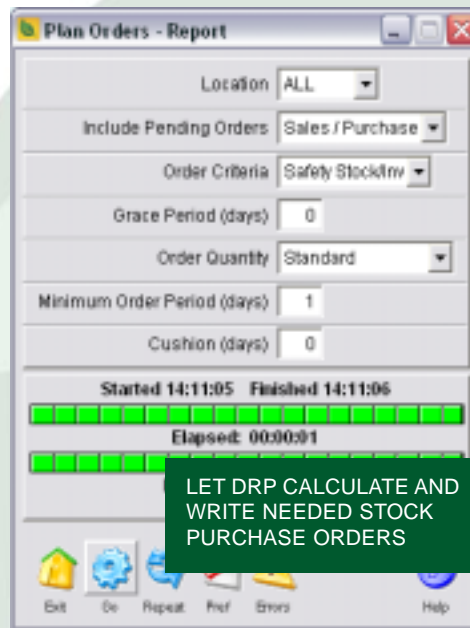 Plan Orders - Report
Location ALL
Include Pending Orders Sales / Purchase
Order Criteria Safety Stock/Inv
Grace Period (days) 0
Order Quantity Standard
Minimum Order Period (days) 1
Cushion (days) 0
Started 14:11:05 Finished 14:11:06
Elapsed: 00:00:01
LET DRP CALCULATE AND
WRITE NEEDED STOCK
PURCHASE ORDERS
Exit Go Repeat Pref Errors Help